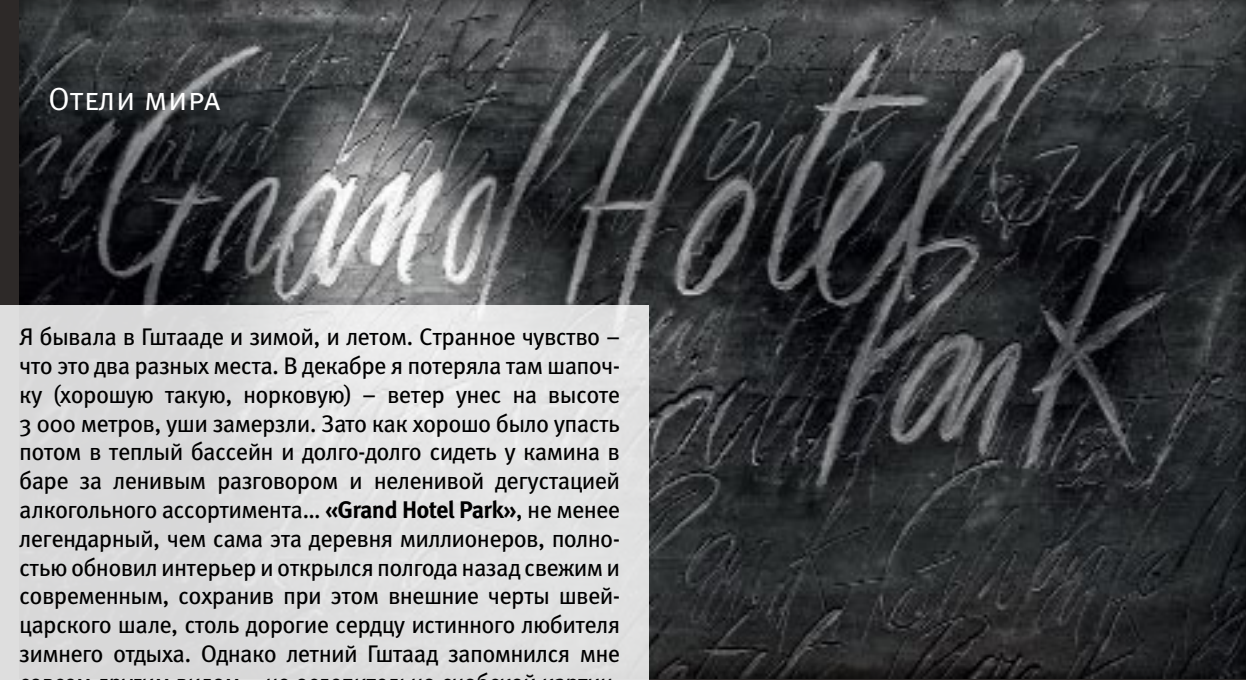 Отели мира
Grand Hotel
Park
Я бывала в Гштааде и зимой, и летом. Странное чувство –
что это два разных места. В декабре я потеряла там шапоч-
ку (хорошую такую, норковую) – ветер унес на высоте
3 000 метров, уши замерзли. Зато как хорошо было упасть
потом в теплый бассейн и долго-долго сидеть у камина в
баре за ленивым разговором и неленивой дегустацией
алкогольного ассортимента... «Grand Hotel Park», не менее
легендарный, чем сама эта деревня миллионеров, полно-
стью обновил интерьер и открылся полгода назад свежим и
современным, сохранив при этом внешние черты швей-
царского шале, столь дорогие сердцу истинного любителя
зимнего отдыха. Однако летний Гштаад запомнился мне